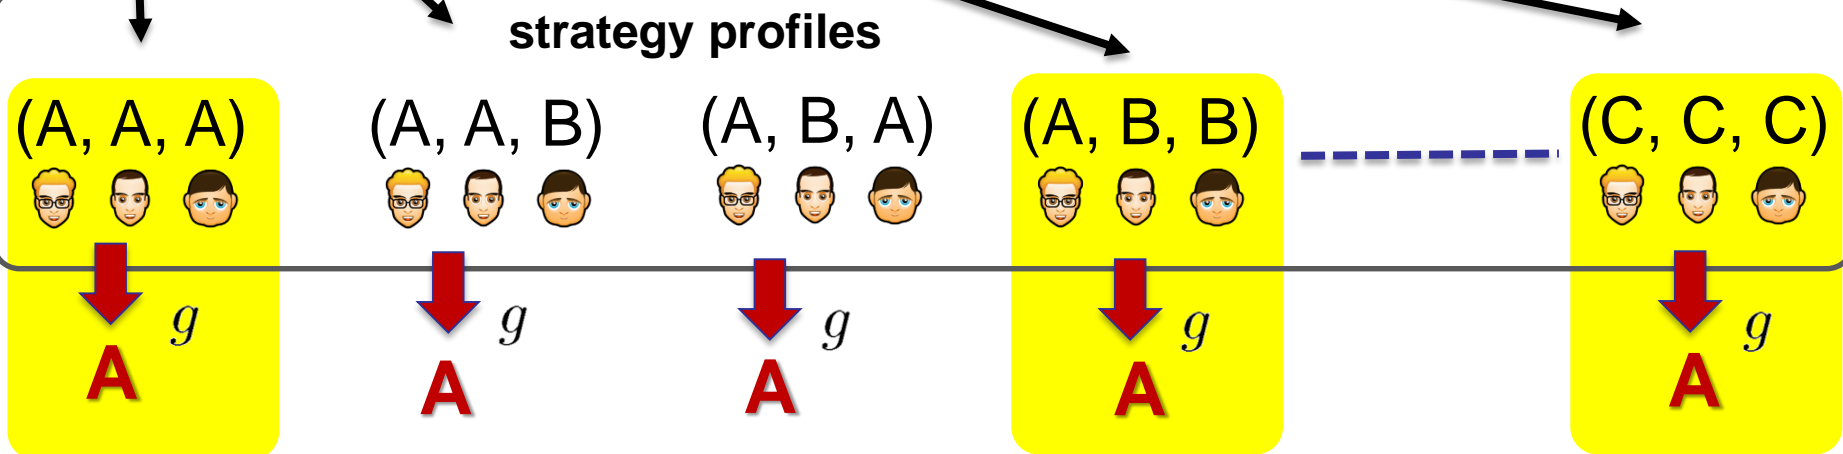 strategy profiles
(A, A, A) (A, A, B) (A, B, A) (A, B, B) (C, C, C)
g g g g g
A A A A A